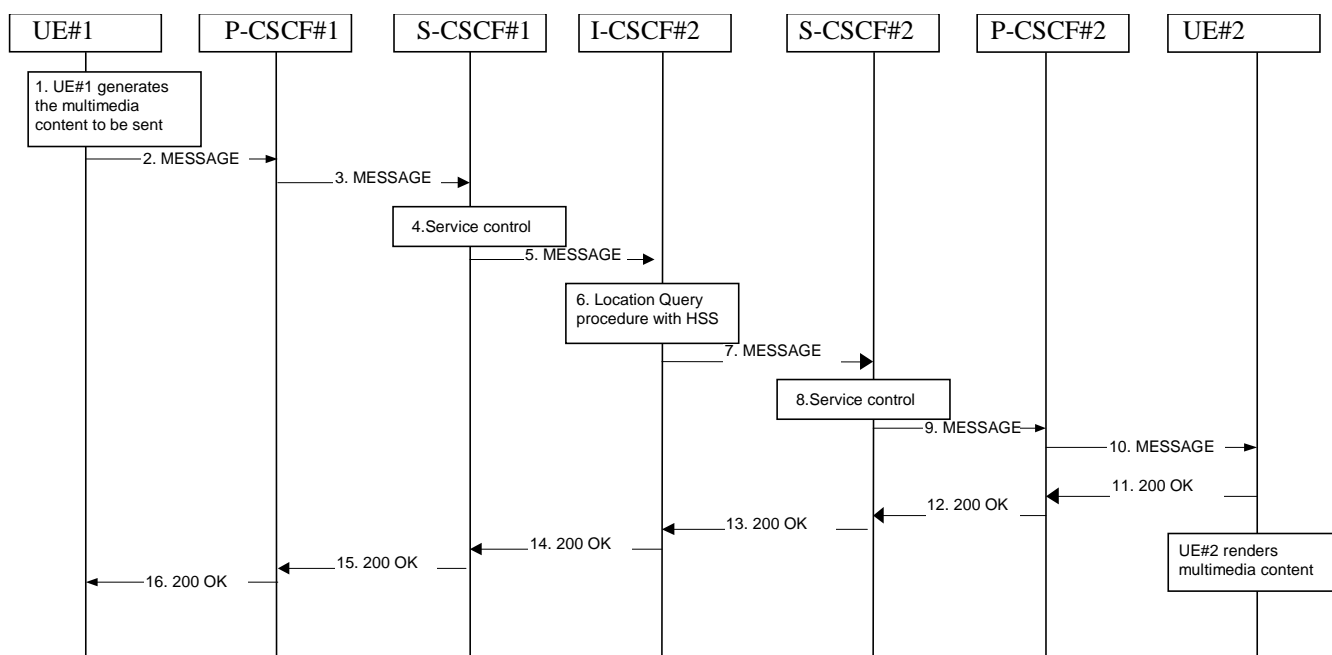 UE#1
P-CSCF#1
S-CSCF#1
I-CSCF#2
S-CSCF#2
P-CSCF#2
UE#2
1. UE#1 generates
the multimedia
content to be sent
2. MESSAGE
3. MESSAGE
4.Service control
5. MESSAGE
6. Location Query
procedure with HSS
7. MESSAGE
8.Service control
9. MESSAGE
10. MESSAGE
11. 200 OK
12. 200 OK
13. 200 OK
14. 200 OK
15. 200 OK
16. 200 OK
UE#2 renders
multimedia content